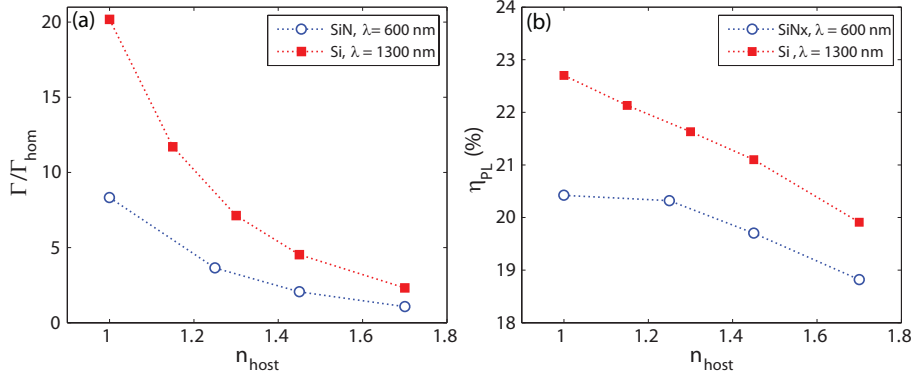 (a)
SiN, λ= 600 nm
Si, λ = 1300 nm
20
15
10
5
0
Γ/Γhom
1
1.2
1.4
1.6
1.8
nhost
(b)
SiNx, λ = 600 nm
Si , λ = 1300 nm
24
23
22
21
20
19
18
ηPL (%)
1
1.2
1.4
1.6
1.8
nhost